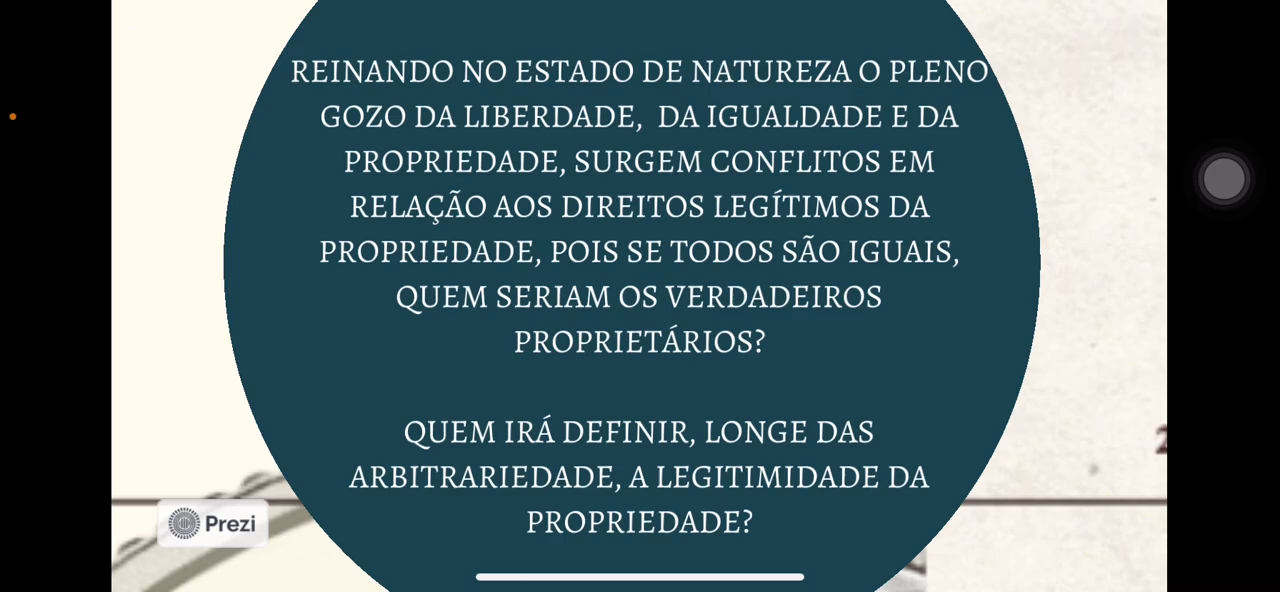 REINANDO NO ESTADO DE NATUREZA O PLENO
GOZO DA LIBERDADE,  DA IGUALDADE E DA
PROPRIEDADE, SURGEM CONFLITOS EM
RELAÇÃO AOS DIREITOS LEGÍTIMOS DA
PROPRIEDADE, POIS SE TODOS SÃO IGUAIS,
QUEM SERIAM OS VERDADEIROS
PROPRIETÁRIOS?
QUEM IRÁ DEFINIR, LONGE DAS
ARBITRARIEDADE, A LEGITIMIDADE DA
PROPRIEDADE?
Prezi